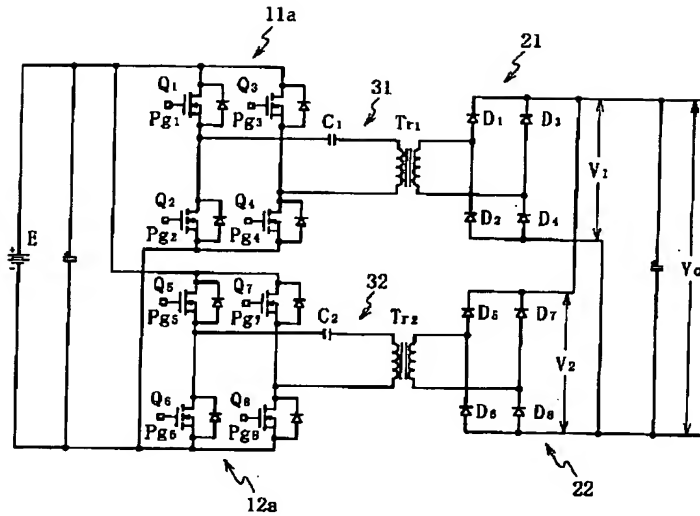 11a
21
Q1
Q3
31
Pg1
Pg3
C1
Tr1
D1
D3
V1
Q2
Q4
D2
D4
Pg2
Pg4
E
Vo
Q5
Q7
32
Pg5
Pg7
C2
Tr2
D5
D7
V2
Q6
Q8
D6
D8
Pg6
12a
22